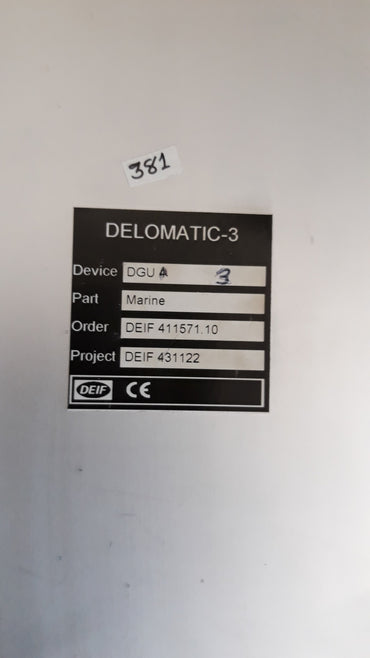 381
DELOMATIC-3
Device DGU 3
Part Marine
Order DEIF 411571.10
Project DEIF 431122
DEIF CE